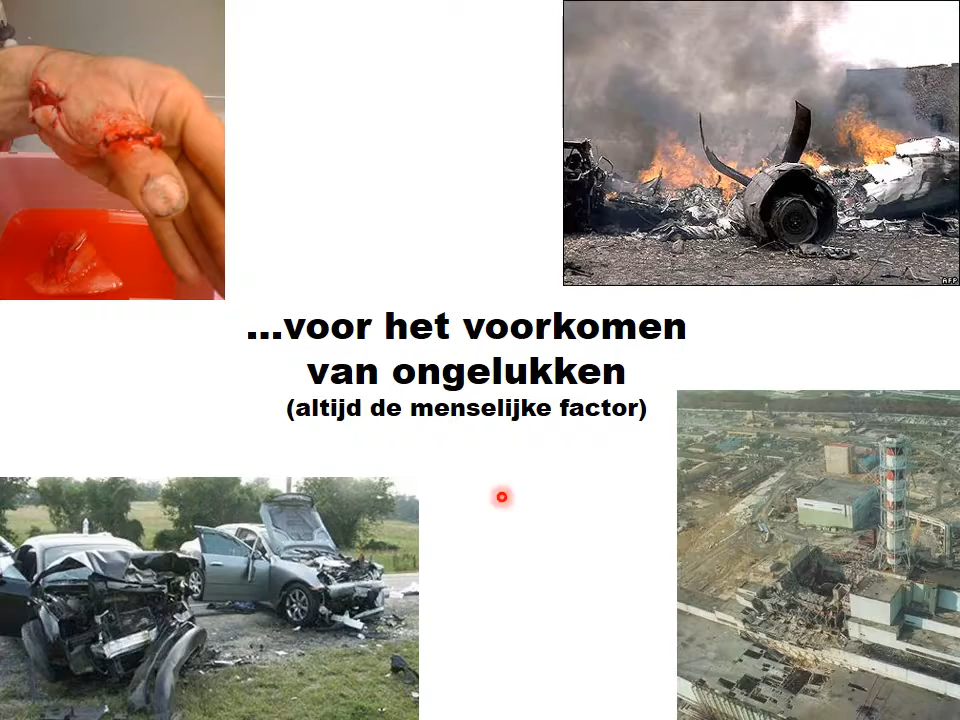 AFP
...voor het voorkomen
van ongelukken
(altijd de menselijke factor)